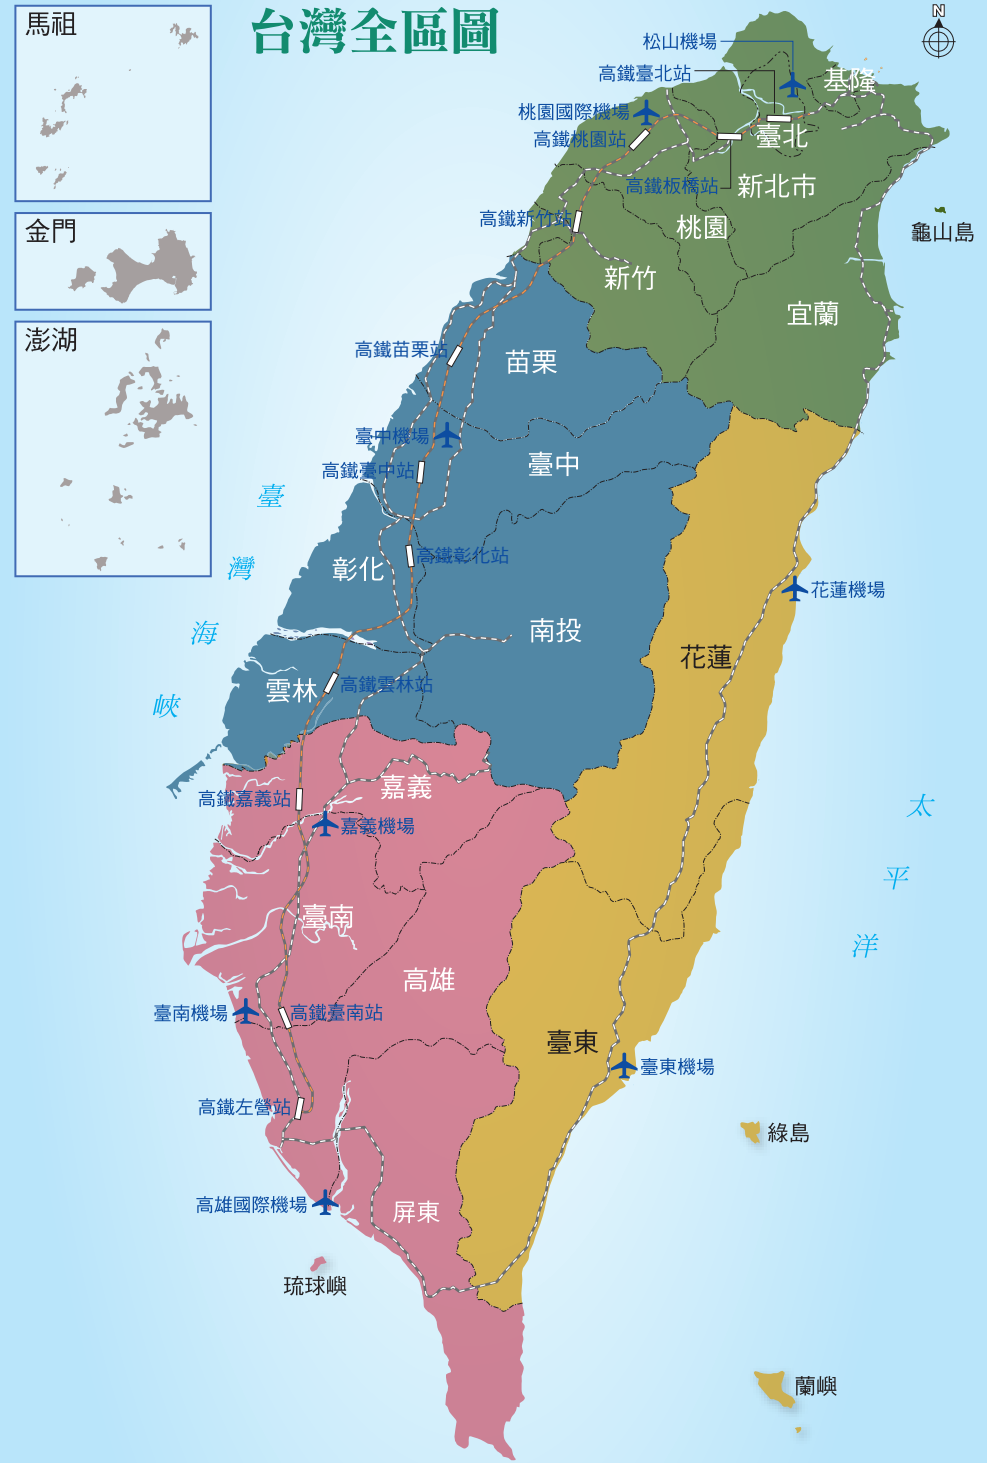 台灣全區圖
N
馬祖
金門
澎湖
松山機場
高鐵臺北站
基隆
桃園國際機場
高鐵桃園站
臺北
高鐵板橋站
新北市
高鐵新竹站
桃園
龜山島
新竹
宜蘭
高鐵苗栗站
苗栗
臺中機場
高鐵臺中站
臺中
臺
灣
海
峽
高鐵彰化站
彰化
花蓮機場
南投
花蓮
雲林
高鐵雲林站
嘉義
高鐵嘉義站
嘉義機場
太
平
洋
臺南
高雄
臺南機場
高鐵臺南站
臺東
臺東機場
高鐵左營站
綠島
高雄國際機場
屏東
琉球嶼
蘭嶼